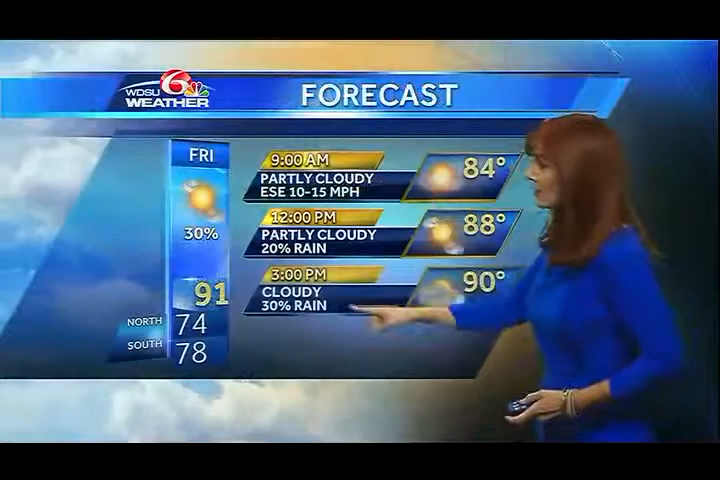 6
WDSU
WEATHER
FORECAST
FRI
30%
91
NORTH 74
SOUTH 78
9:00 AM
PARTLY CLOUDY
ESE 10-15 MPH
84°
12:00 PM
PARTLY CLOUDY
20% RAIN
88°
3:00 PM
CLOUDY
30% RAIN
90°